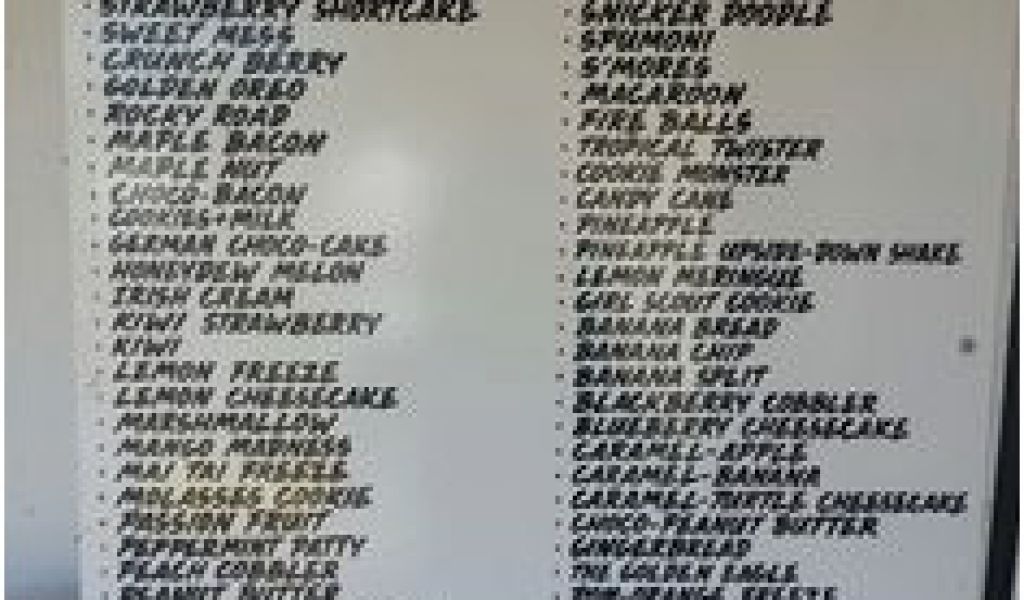 · STRAWBERRY SHORTCAKE
· SWEET MESS
· CRUNCH BERRY
· GOLDEN OREO
· ROCKY ROAD
· MAPLE BACON
· MAPLE NUT
· CHOCO-BACON
· COOKIES+MILK
· GERMAN CHOCO-CAKE
· HONEYDEW MELON
· IRISH CREAM
· KIWI STRAWBERRY
· KIWI
· LEMON FREEZE
· LEMON CHEESECAKE
· MARSHMALLOW
· MANGO MADNESS
· MAI TAI FREEZE
· MOLASSES COOKIE
· PASSION FRUIT
· PEPPERMINT PATTY
· PEACH COBBLER
· PEANUT BUTTER
· SNICKER DOODLE
· SPUMONI
· S'MORES
· MACAROON
· FIRE BALLS
· TROPICAL TWISTER
· COOKIE MONSTER
· CANDY CANE
· PINEAPPLE
· PINEAPPLE UPSIDE-DOWN SHAKE
· LEMON MERINGUE
· GIRL SCOUT COOKIE
· BANANA BREAD
· BANANA CHIP
· BANANA SPLIT
· BLACKBERRY COBBLER
· BLUEBERRY CHEESECAKE
· CARAMEL-APPLE
· CARAMEL-BANANA
· CARAMEL-TURTLE CHEESECAKE
· CHOCO-PEANUT BUTTER
· GINGERBREAD
· THE GOLDEN EAGLE